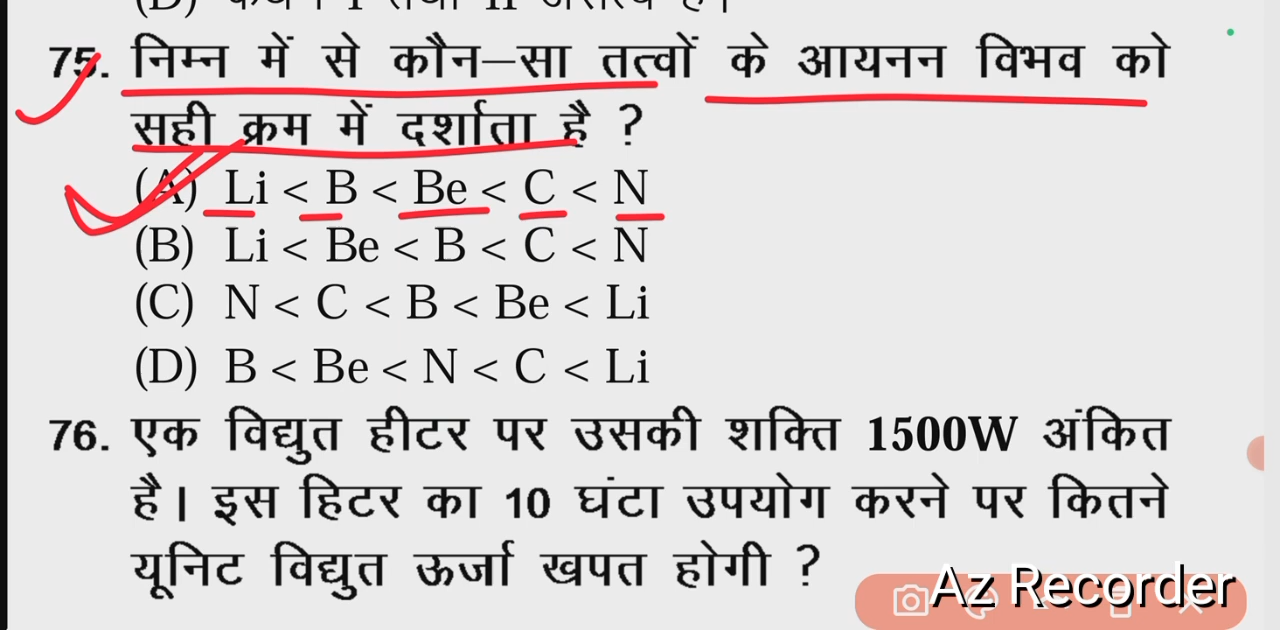 75. निम्न में से कौन–सा तत्वों के आयनन विभव को
सही क्रम में दर्शाता है ?
(A) Li < B < Be < C < N
(B) Li < Be < B < C < N
(C) N < C < B < Be < Li
(D) B < Be < N < C < Li
76. एक विद्युत हीटर पर उसकी शक्ति 1500W अंकित
है। इस हिटर का 10 घंटा उपयोग करने पर कितने
यूनिट विद्युत ऊर्जा खपत होगी ?
Az Recorder